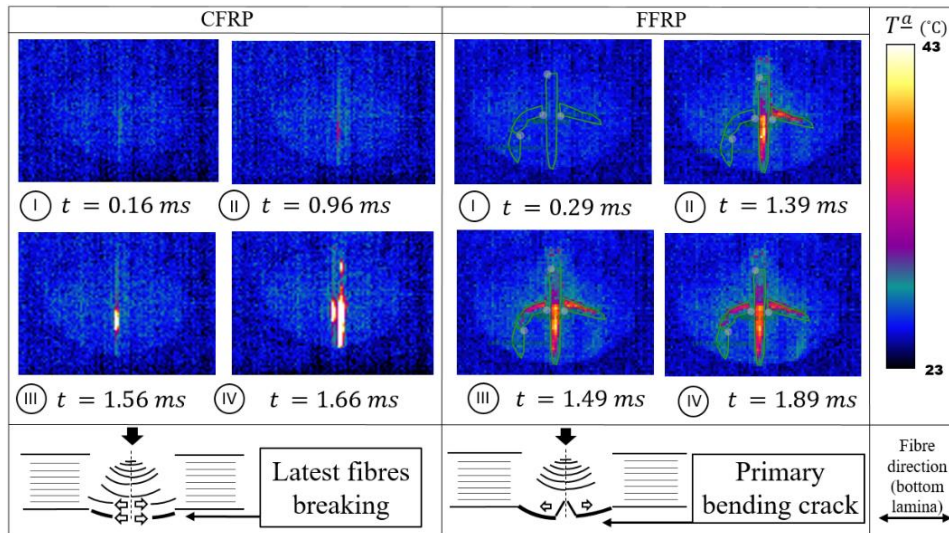 CFRP
FFRP
Tª (°C)
43
I t = 0.16 ms
II t = 0.96 ms
I t = 0.29 ms
II t = 1.39 ms
III t = 1.56 ms
IV t = 1.66 ms
III t = 1.49 ms
IV t = 1.89 ms
23
Latest fibres
breaking
Primary
bending crack
Fibre
direction
(bottom
lamina)